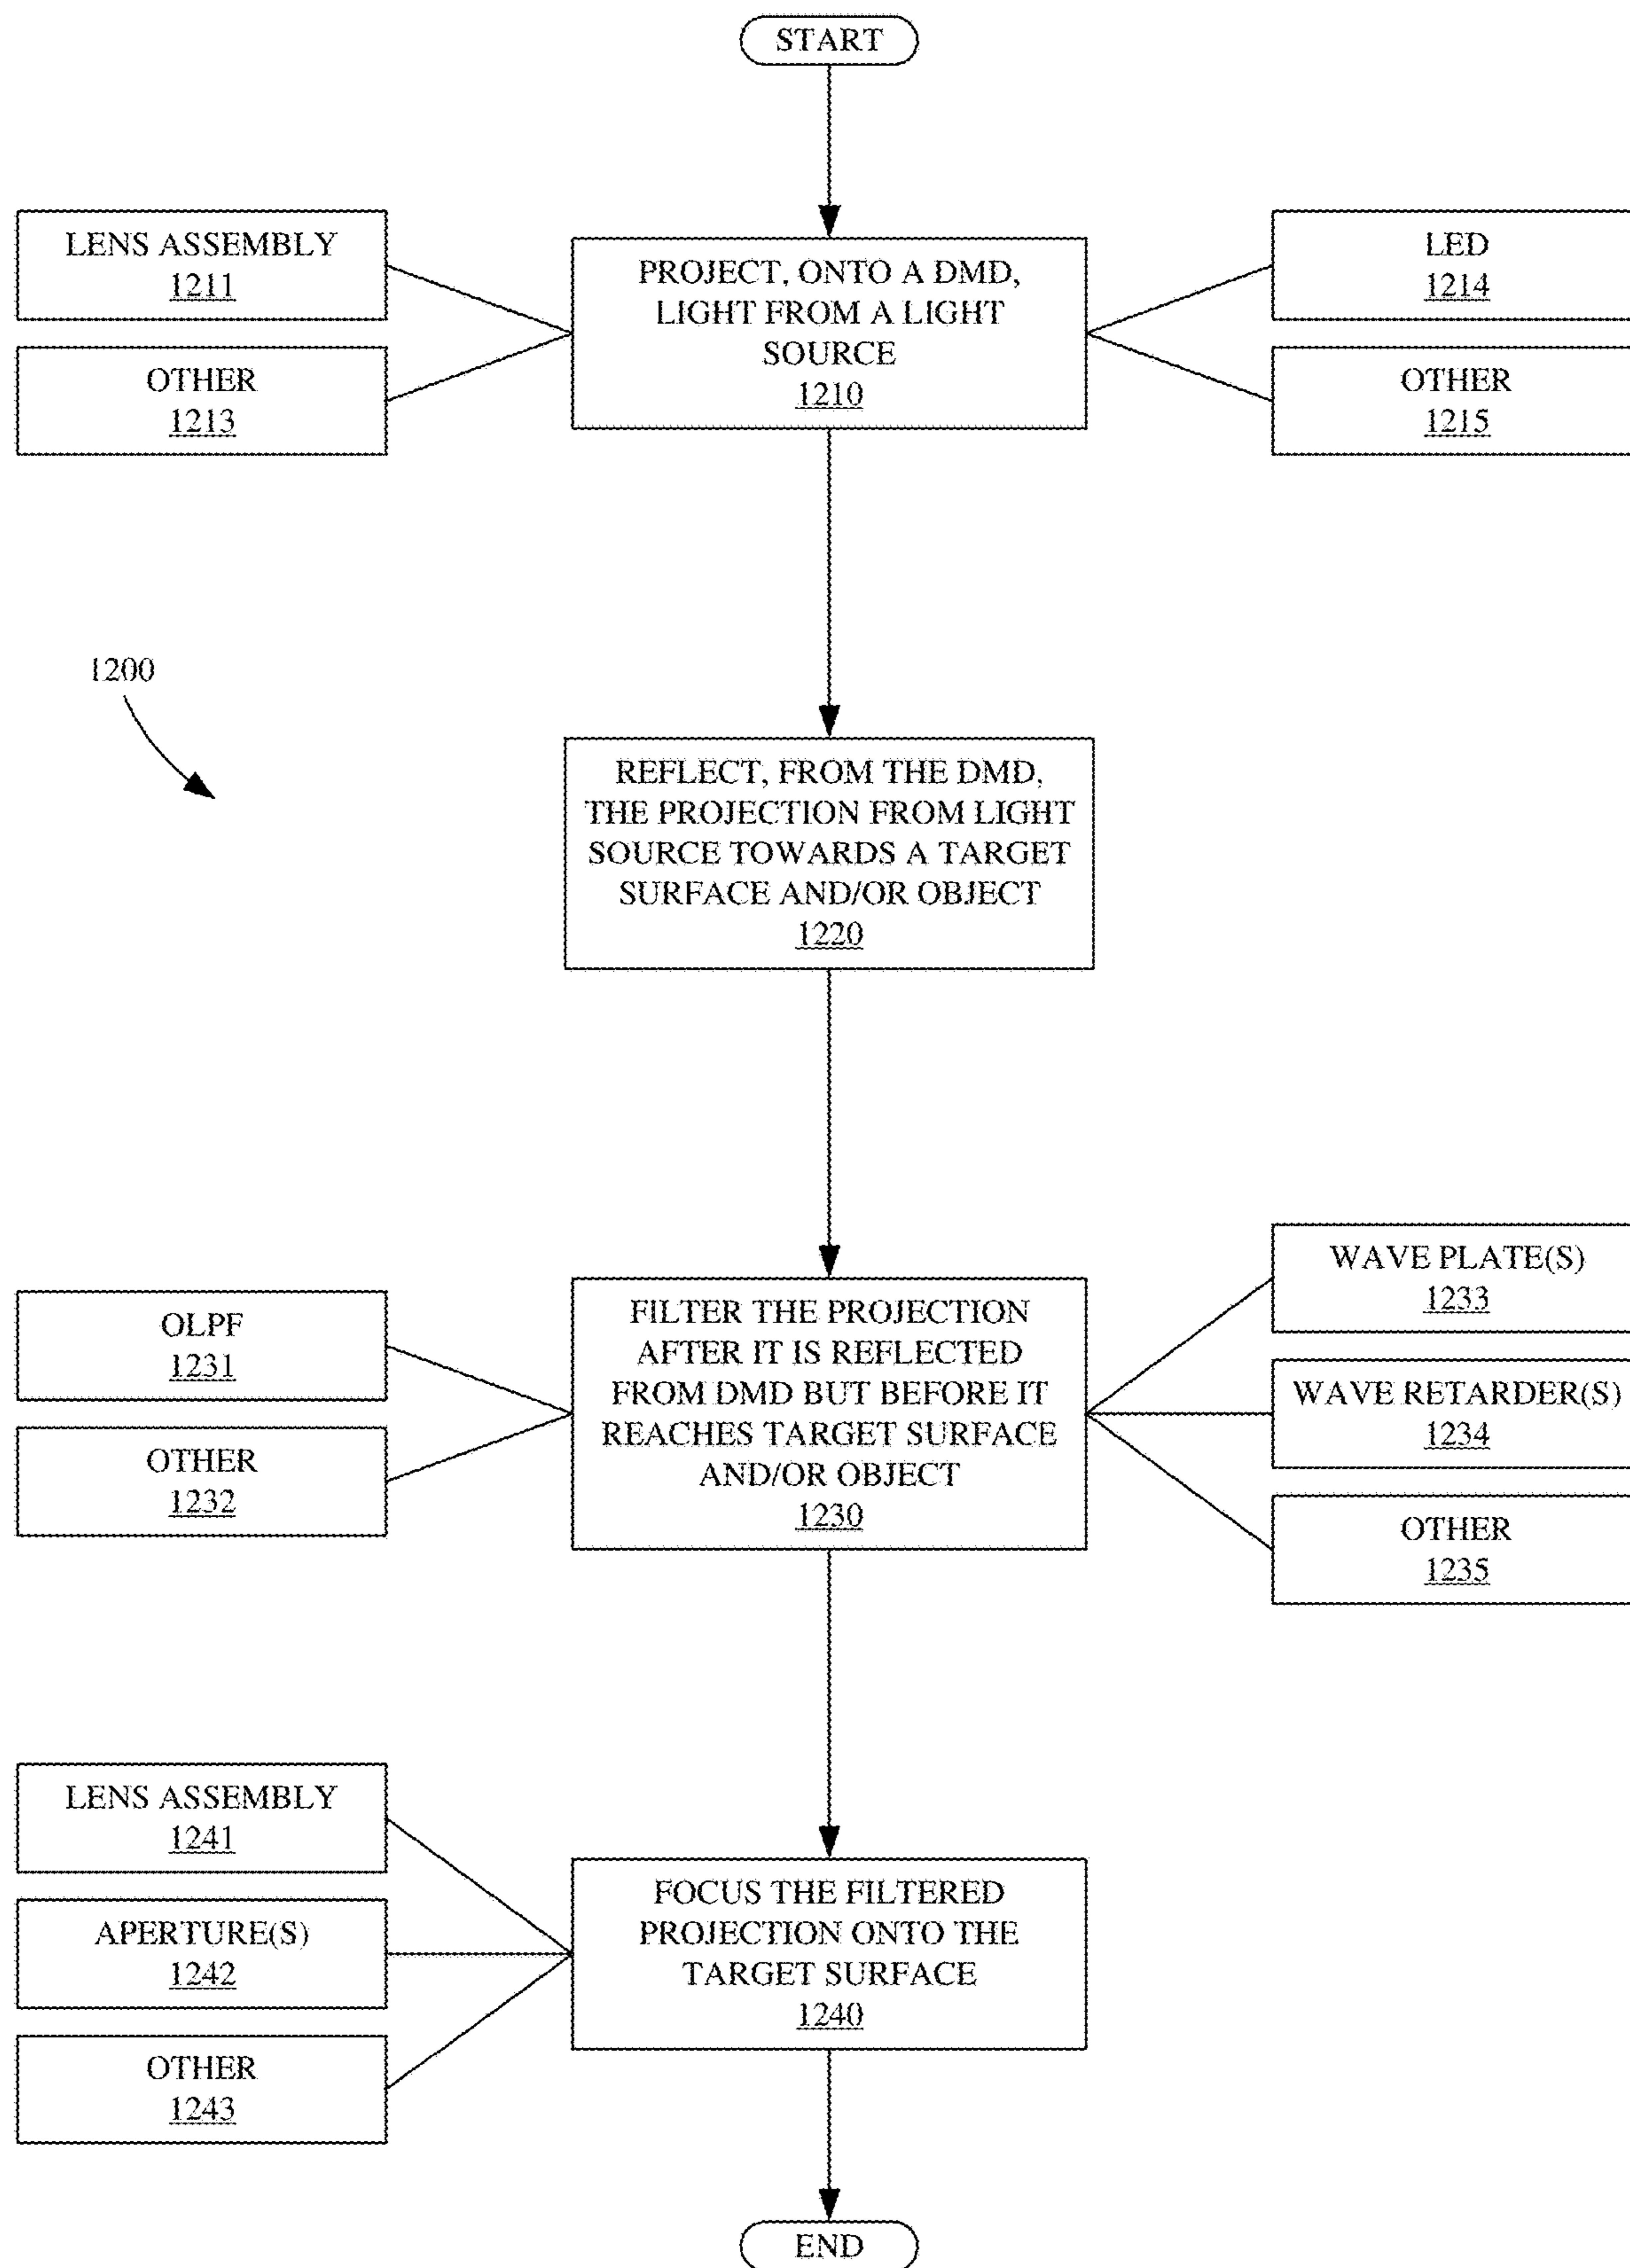 START
LENS ASSEMBLY
1211
OTHER
1213
PROJECT, ONTO A DMD,
LIGHT FROM A LIGHT
SOURCE
1210
LED
1214
OTHER
1215
1200
REFLECT, FROM THE DMD,
THE PROJECTION FROM LIGHT
SOURCE TOWARDS A TARGET
SURFACE AND/OR OBJECT
1220
OLPF
1231
OTHER
1232
FILTER THE PROJECTION
AFTER IT IS REFLECTED
FROM DMD BUT BEFORE IT
REACHES TARGET SURFACE
AND/OR OBJECT
1230
WAVE PLATE(S)
1233
WAVE RETARDER(S)
1234
OTHER
1235
LENS ASSEMBLY
1241
APERTURE(S)
1242
OTHER
1243
FOCUS THE FILTERED
PROJECTION ONTO THE
TARGET SURFACE
1240
END